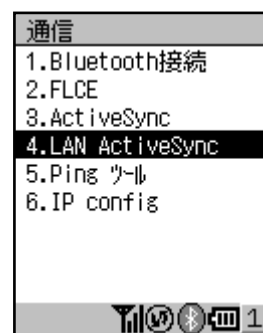 通信
1.Bluetooth接続
2.FLCE
3.ActiveSync
4.LAN ActiveSync
5.Ping ﾂｰﾙ
6.IP config
1